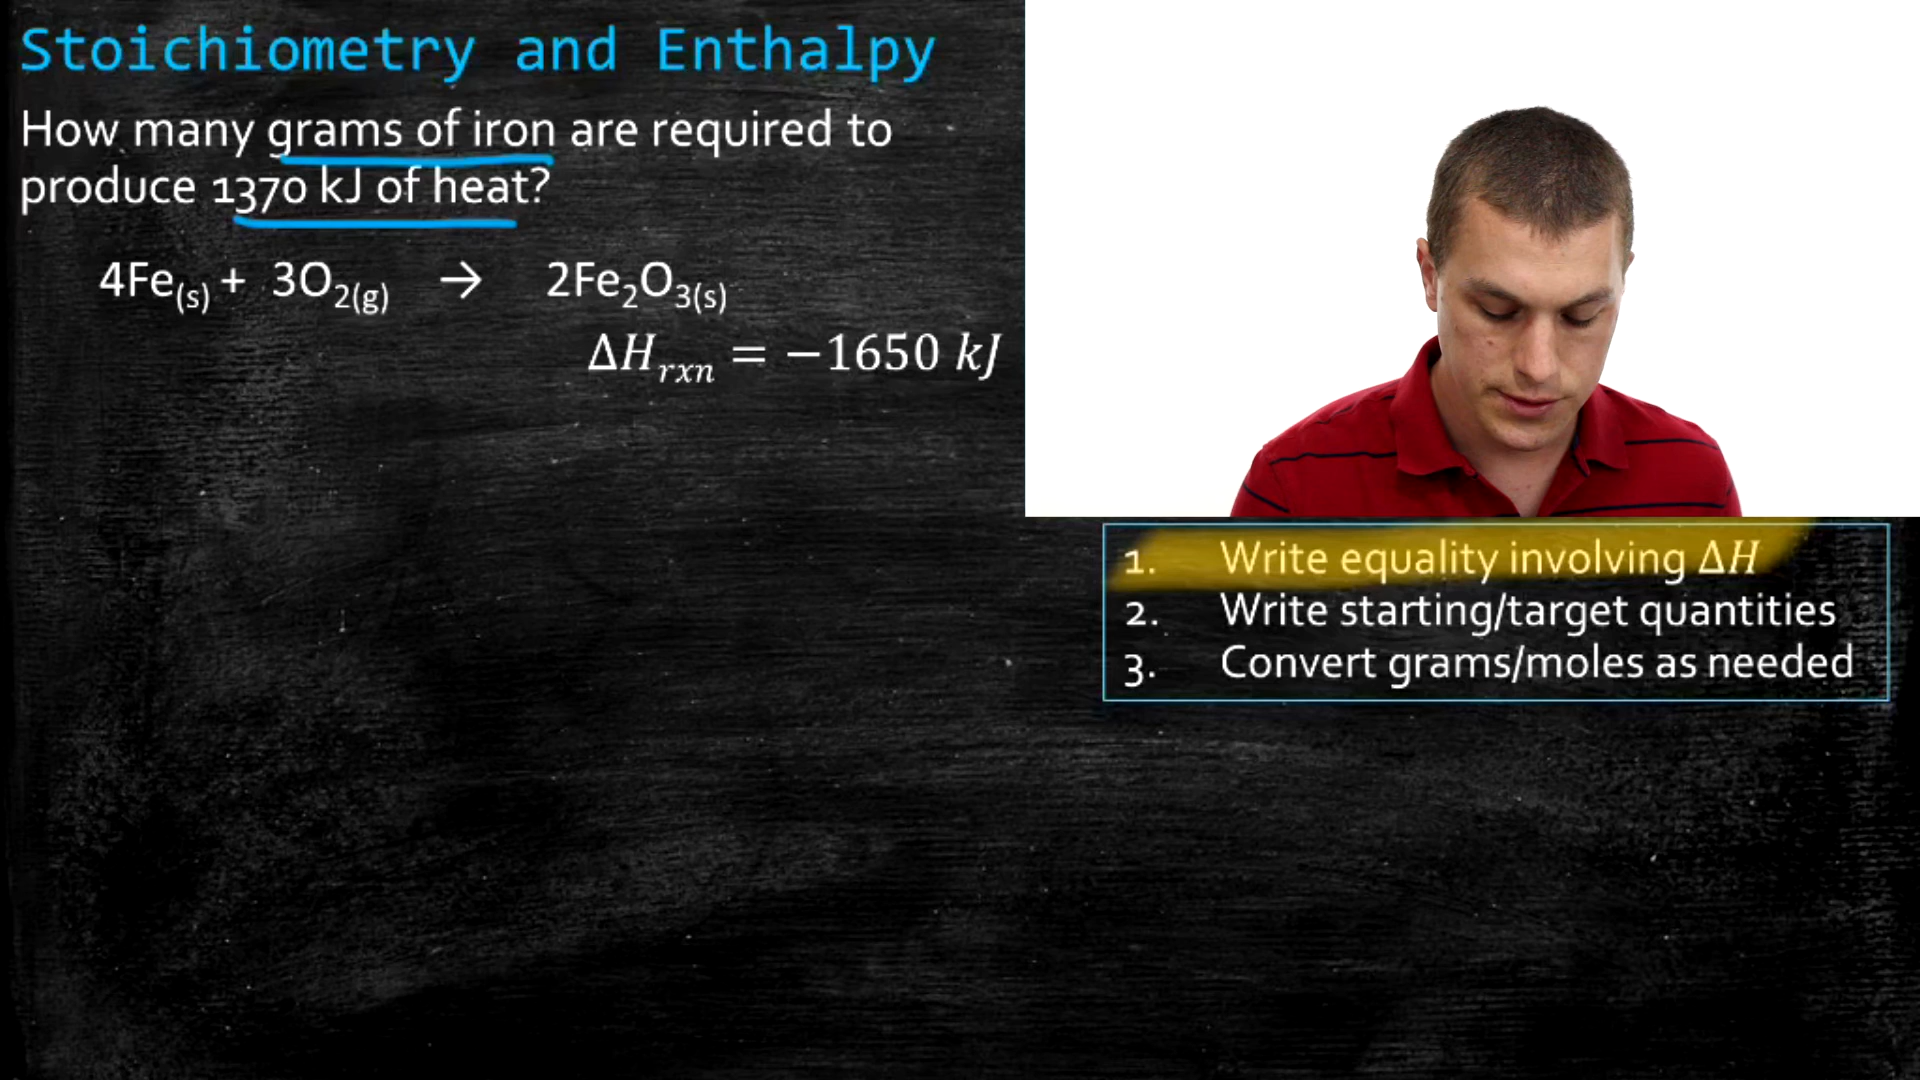 Stoichiometry and Enthalpy
How many grams of iron are required to
produce 1370 kJ of heat?
4Fe(s) + 3O2(g) → 2Fe2O3(s)
ΔHrxn = −1650 kJ
1. Write equality involving ΔH
2. Write starting/target quantities
3. Convert grams/moles as needed